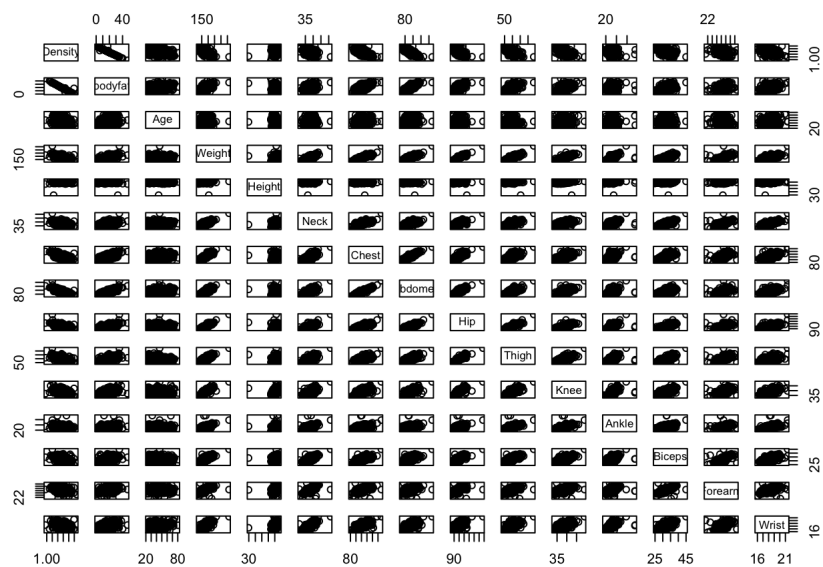 0 40 150 35 80 50 20 22
Density 1.00
0 bodyfat
Age 20
150 Weight
Height 30
35 Neck
Chest 80
80 bdome
Hip 90
50 Thigh
Knee 35
20 Ankle
Biceps 25
22 orearn
Wrist 16
1.00 20 80 30 80 90 35 25 45 16 21